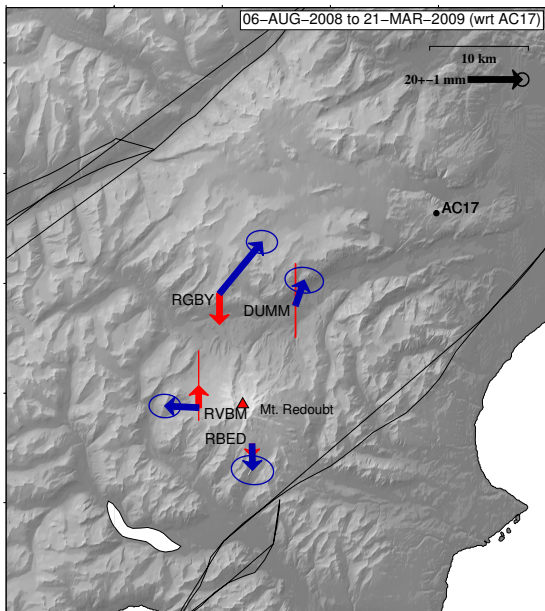 06−AUG−2008 to 21−MAR−2009 (wrt AC17)
10 km
20+−1 mm
AC17
RGBY
DUMM
RVBM
Mt. Redoubt
RBED